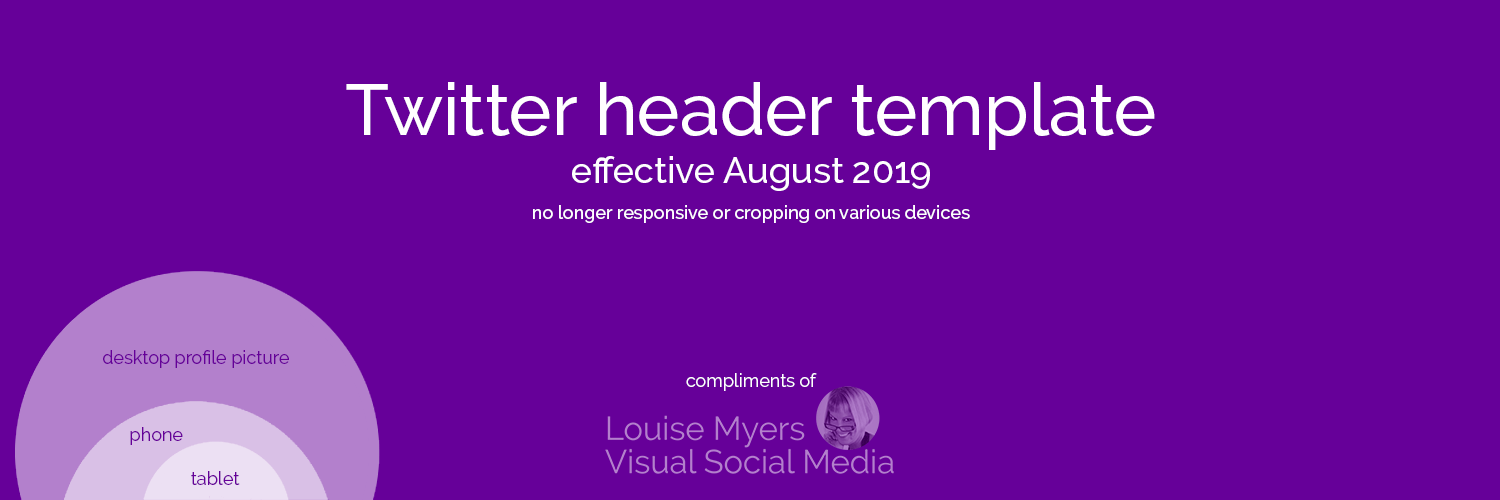 Twitter header template
effective August 2019
no longer responsive or cropping on various devices
desktop profile picture
phone
tablet
compliments of
Louise Myers
Visual Social Media